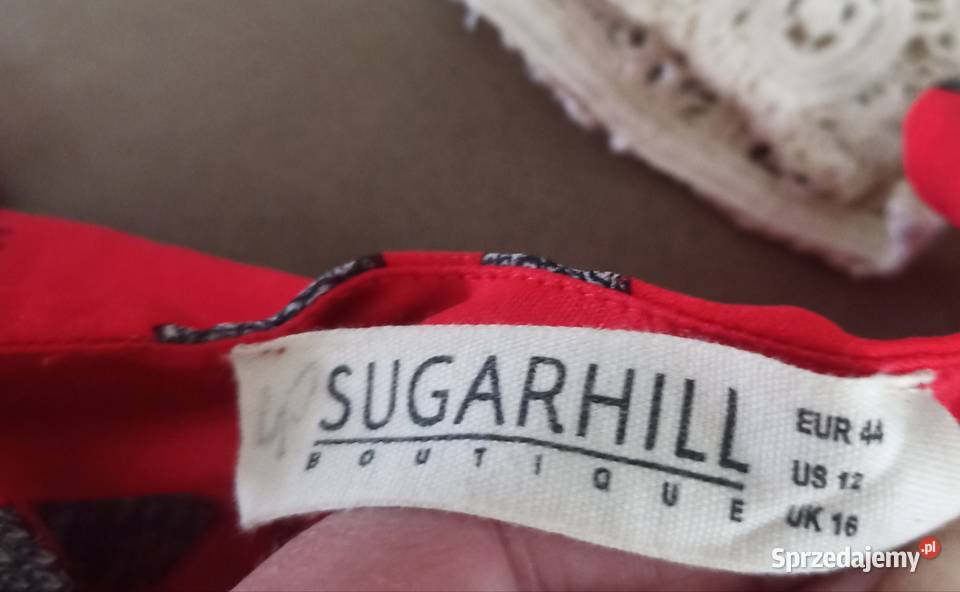 SUGARHILL
BOUTIQUE
EUR 44
US 12
UK 16
Sprzedajemy.pl